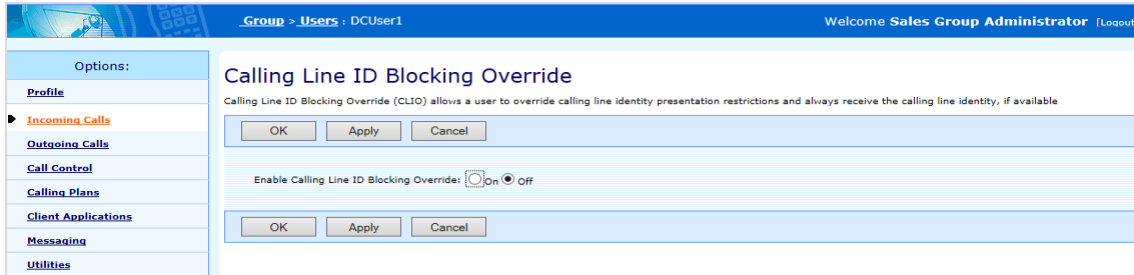 Group > Users : DCUser1
Welcome Sales Group Administrator [Logout
Options:
Profile
Incoming Calls
Outgoing Calls
Call Control
Calling Plans
Client Applications
Messaging
Utilities
Calling Line ID Blocking Override
Calling Line ID Blocking Override (CLIO) allows a user to override calling line identity presentation restrictions and always receive the calling line identity, if available
OK Apply Cancel
Enable Calling Line ID Blocking Override: On Off
OK Apply Cancel